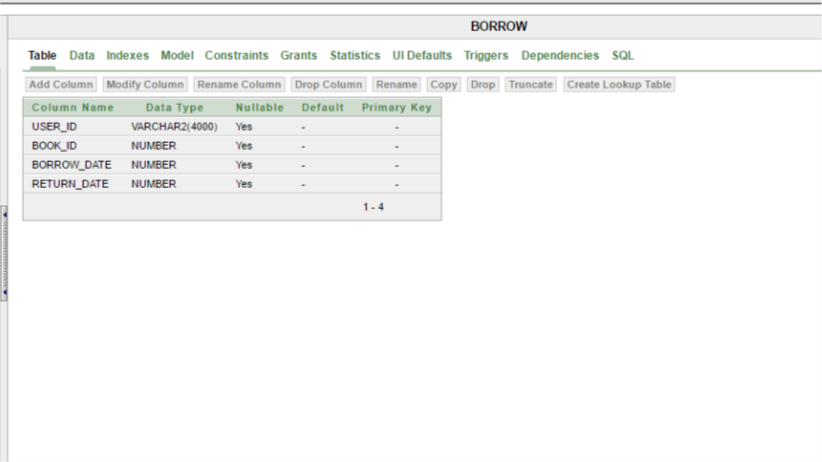 BORROW
Table Data Indexes Model Constraints Grants Statistics UI Defaults Triggers Dependencies SQL
Add Column Modify Column Rename Column Drop Column Rename Copy Drop Truncate Create Lookup Table
Column Name Data Type Nullable Default Primary Key
USER_ID VARCHAR2(4000) Yes - -
BOOK_ID NUMBER Yes - -
BORROW_DATE NUMBER Yes - -
RETURN_DATE NUMBER Yes - -
1 - 4